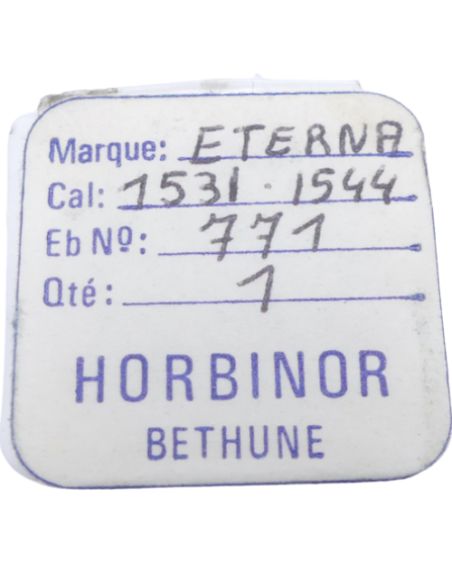 Marque: ETERNA
Cal: 1531 · 1544
Eb Nº: 771
Qté: 1
HORBINOR
BETHUNE